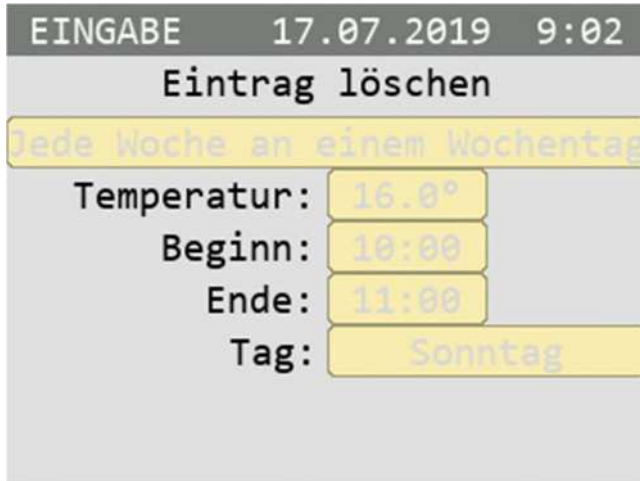 EINGABE 17.07.2019 9:02
Eintrag löschen
Jede Woche an einem Wochentag
Temperatur: 16.0°
Beginn: 10:00
Ende: 11:00
Tag: Sonntag